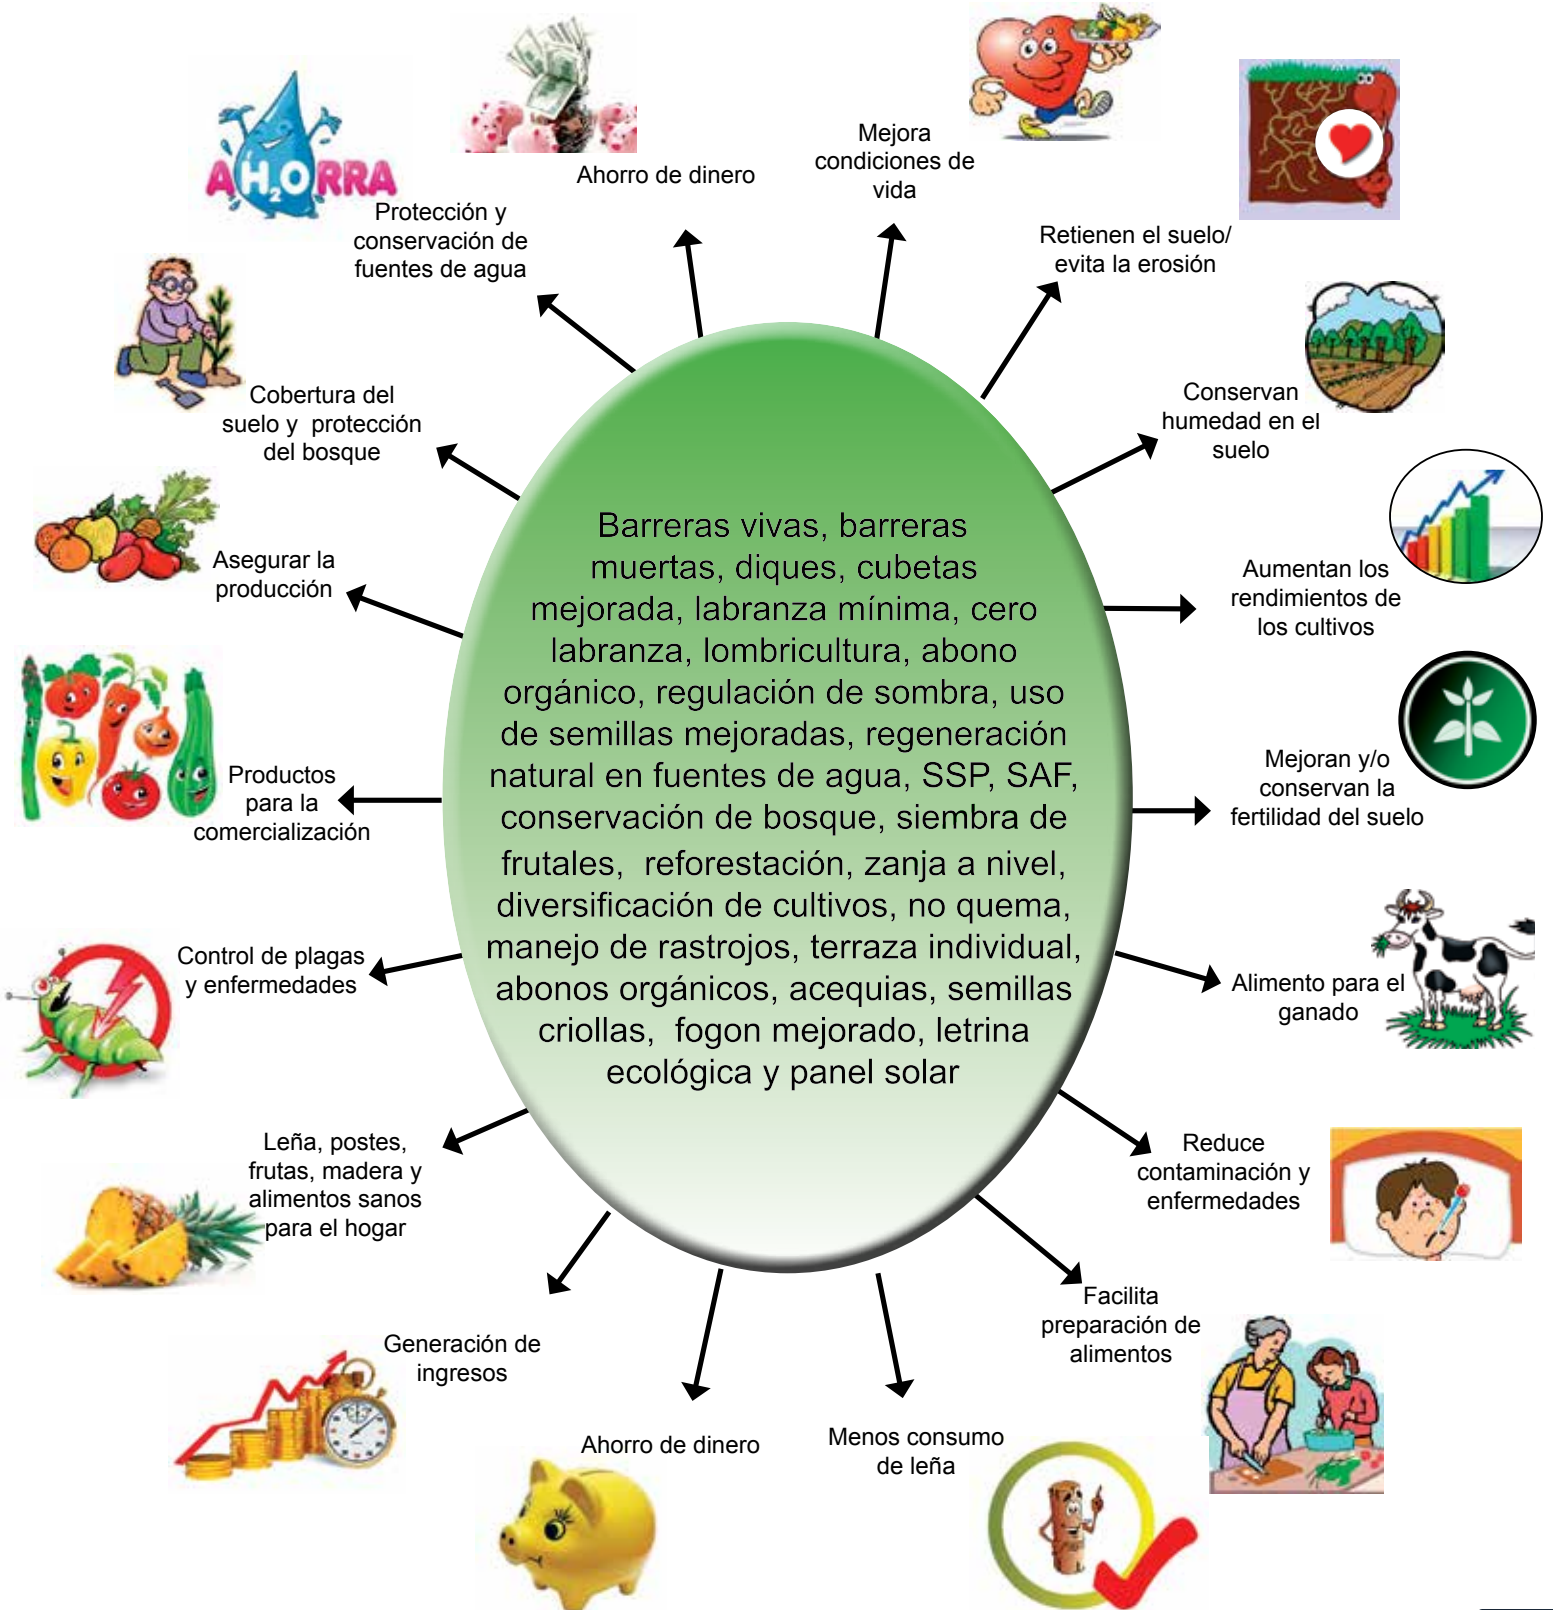 AH₂ORRA
Ahorro de dinero
Mejora
condiciones de
vida
Protección y
conservación de
fuentes de agua
Retienen el suelo/
evita la erosión
Cobertura del
suelo y protección
del bosque
Conservan
humedad en el
suelo
Asegurar la
producción
Aumentan los
rendimientos de
los cultivos
Productos
para la
comercialización
Mejoran y/o
conservan la
fertilidad del suelo
Control de plagas
y enfermedades
Alimento para el
ganado
Leña, postes,
frutas, madera y
alimentos sanos
para el hogar
Reduce
contaminación y
enfermedades
Generación de
ingresos
Facilita
preparación de
alimentos
Ahorro de dinero
Menos consumo
de leña
Barreras vivas, barreras
muertas, diques, cubetas
mejorada, labranza mínima, cero
labranza, lombricultura, abono
orgánico, regulación de sombra, uso
de semillas mejoradas, regeneración
natural en fuentes de agua, SSP, SAF,
conservación de bosque, siembra de
frutales, reforestación, zanja a nivel,
diversificación de cultivos, no quema,
manejo de rastrojos, terraza individual,
abonos orgánicos, acequias, semillas
criollas, fogon mejorado, letrina
ecológica y panel solar